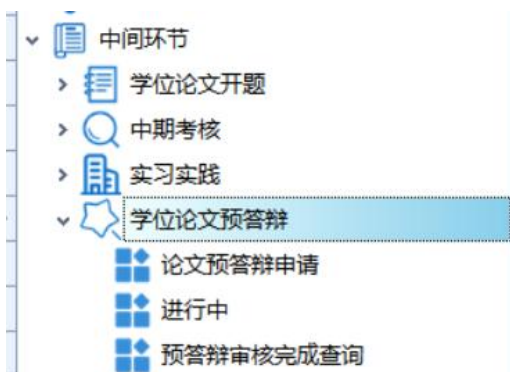 中间环节
学位论文开题
中期考核
实习实践
学位论文预答辩
论文预答辩申请
进行中
预答辩审核完成查询